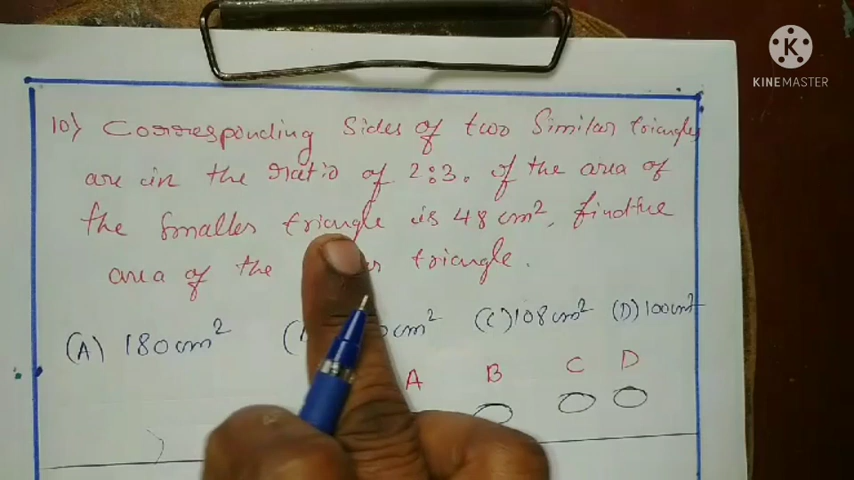 K
KINEMASTER
10) Corresponding Sides of two Similar triangles
are in the ratio of 2:3. If the area of
the Smaller triangle is 48 cm², find the
area of the triangle.
(A) 180 cm² cm² (C) 108 cm² (D) 100 cm²
A B C D